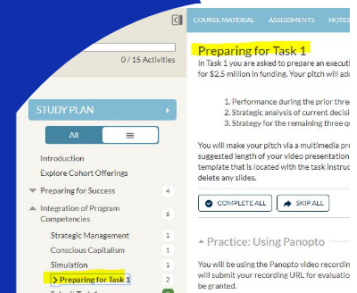 COURSE MATERIAL ASSESSMENTS NOTES
0 / 15 Activities
STUDY PLAN
All
Introduction
Explore Cohort Offerings
Preparing for Success 4
Integration of Program Competencies 6
Strategic Management 1
Conscious Capitalism 1
Simulation 1
Preparing for Task 1 2
Preparing for Task 1
In Task 1 you are asked to prepare an executi
for $2.5 million in funding. Your pitch will add
1. Performance during the prior thre
2. Strategic analysis of current decisi
3. Strategy for the remaining three qu
You will make your pitch via a multimedia pre
suggested length of your video presentation
template that is located with the task instruc
delete any slides.
COMPLETE ALL SKIP ALL
Practice: Using Panopto
You will be using the Panopto video recordin
will submit your recording URL for evaluatio
be granted.